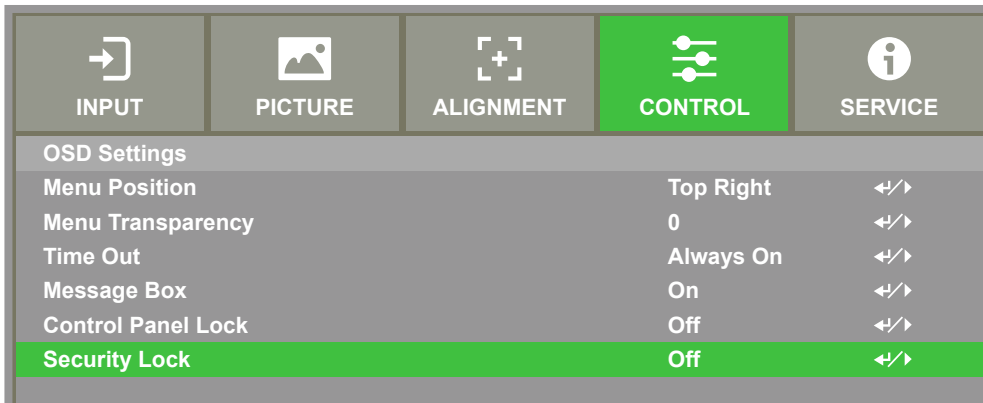 INPUT PICTURE ALIGNMENT CONTROL SERVICE
OSD Settings
Menu Position Top Right
Menu Transparency 0
Time Out Always On
Message Box On
Control Panel Lock Off
Security Lock Off